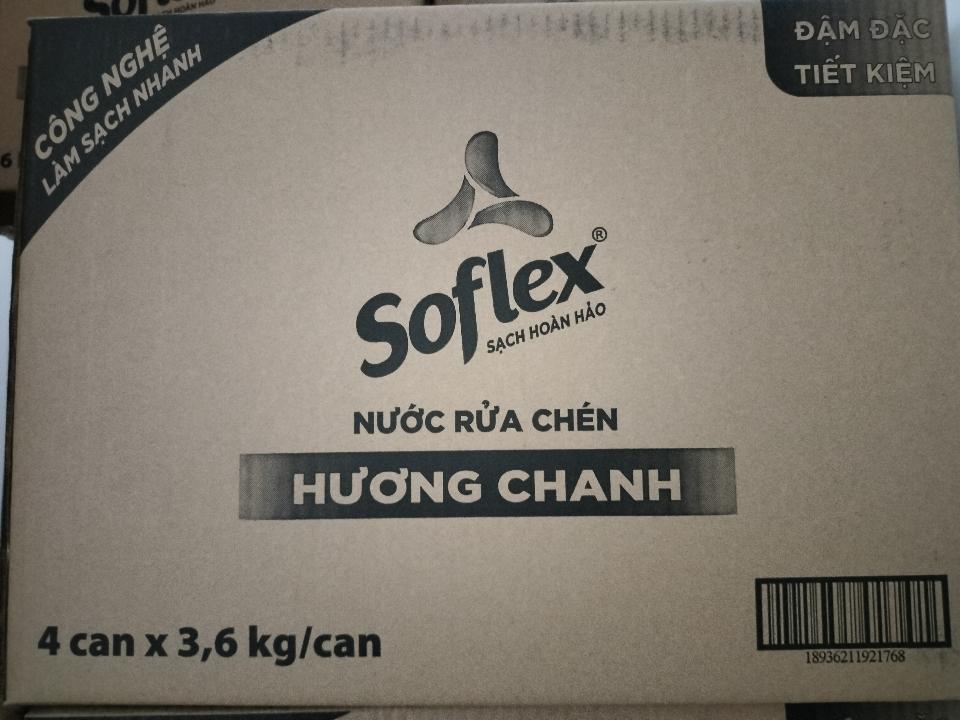 Soflex
CÔNG NGHỆ
LÀM SẠCH NHANH
ĐẬM ĐẶC
TIẾT KIỆM
Soflex®
SẠCH HOÀN HẢO
NƯỚC RỬA CHÉN
HƯƠNG CHANH
4 can x 3,6 kg/can
18936211921768